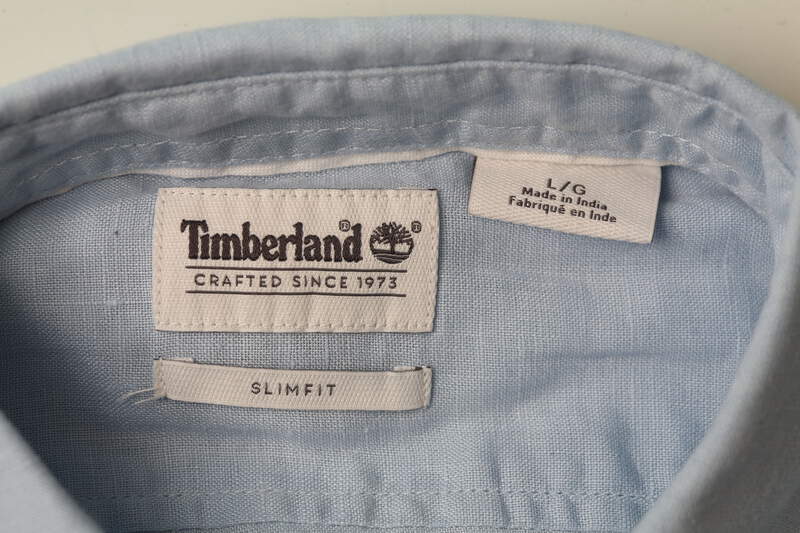 Timberland® ®
CRAFTED SINCE 1973
SLIMFIT
L/G
Made in India
Fabriqué en Inde